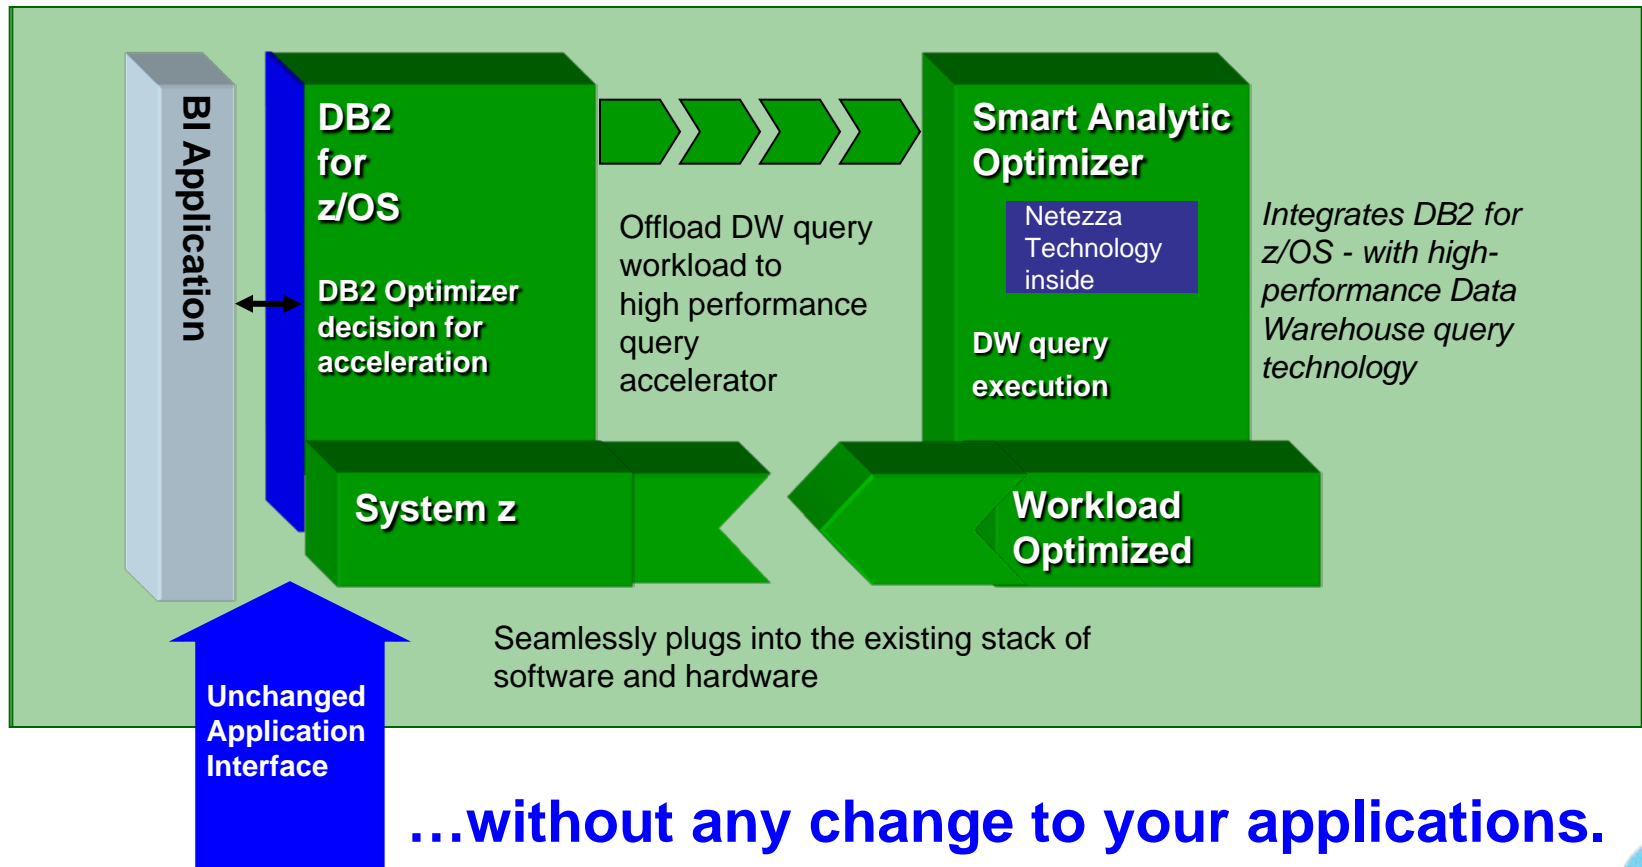 BI Application
DB2
for
z/OS
DB2 Optimizer
decision for
acceleration
Offload DW query
workload to
high performance
query
accelerator
Smart Analytic
Optimizer
Netezza
Technology
inside
DW query
execution
Integrates DB2 for
z/OS - with high-
performance Data
Warehouse query
technology
System z
Workload
Optimized
Seamlessly plugs into the existing stack of
software and hardware
Unchanged
Application
Interface
…without any change to your applications.